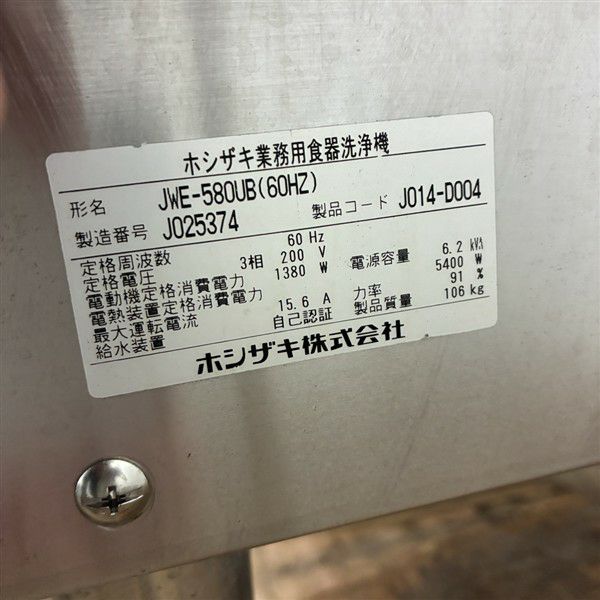 ホシザキ業務用食器洗浄機
形名 JWE-580UB(60HZ)
製造番号 J025374 製品コード J014-D004
定格周波数 60 Hz
定格電圧 3相 200 V 電源容量 6.2 kVA
電動機定格消費電力 1380 W 5400 W
電熱装置定格消費電力 力率 91 %
最大運転電流 15.6 A 製品質量 106 kg
給水装置 自己認証
ホシザキ株式会社